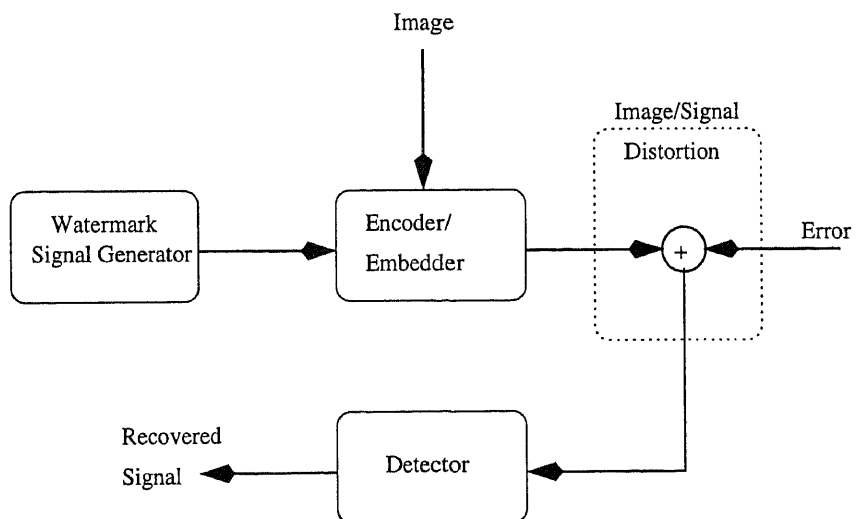 Image
Image/Signal
Distortion
Watermark
Signal Generator
Encoder/
Embedder
+
Error
Recovered
Signal
Detector